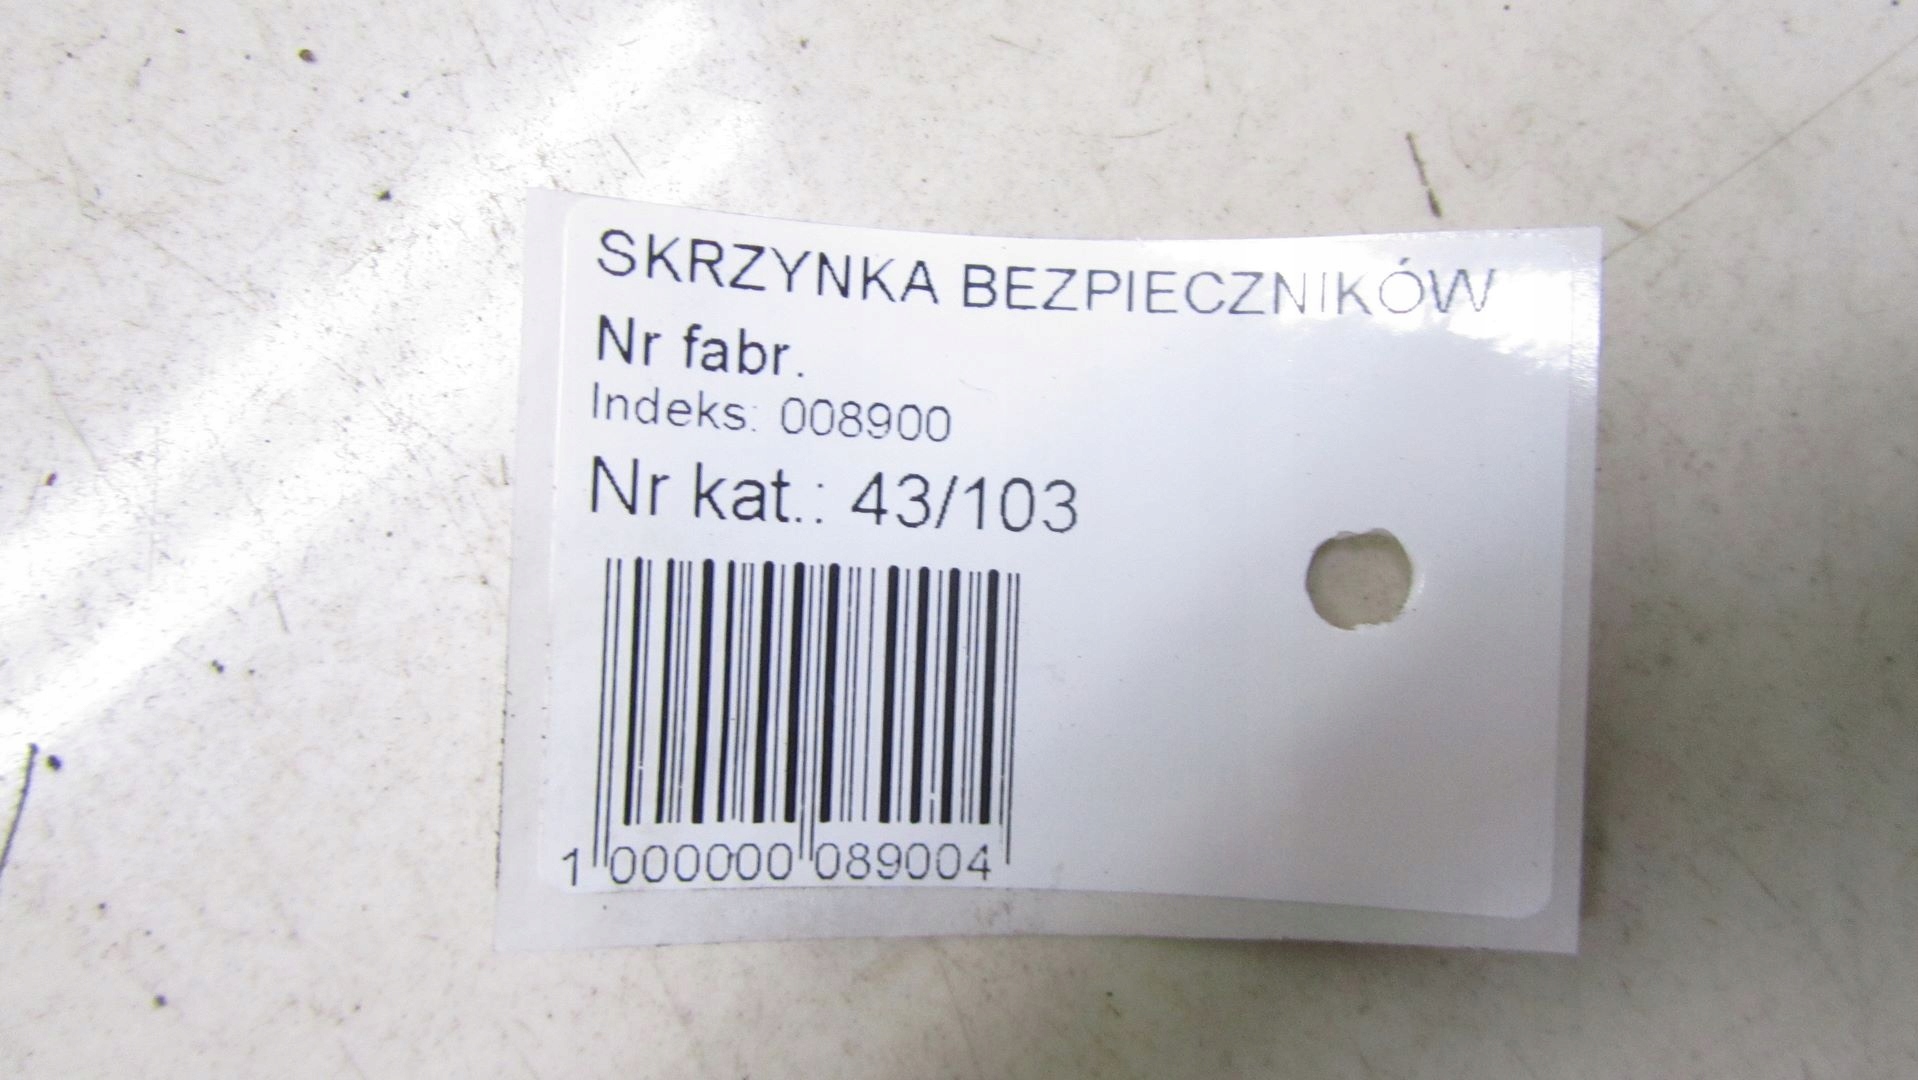 SKRZYNKA BEZPIECZNIKÓW
Nr fabr.
Indeks: 008900
Nr kat.: 43/103
1 000000 089004